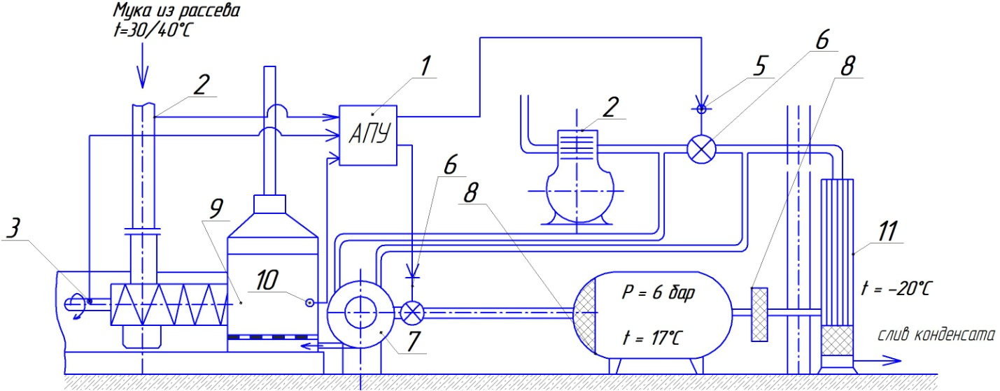 Мука из рассева
t=30/40°C
2
1
АПУ
5
6
8
2
6
8
9
3
10
7
11
P = 6 бар
t = 17°C
t = -20°C
слив конденсата